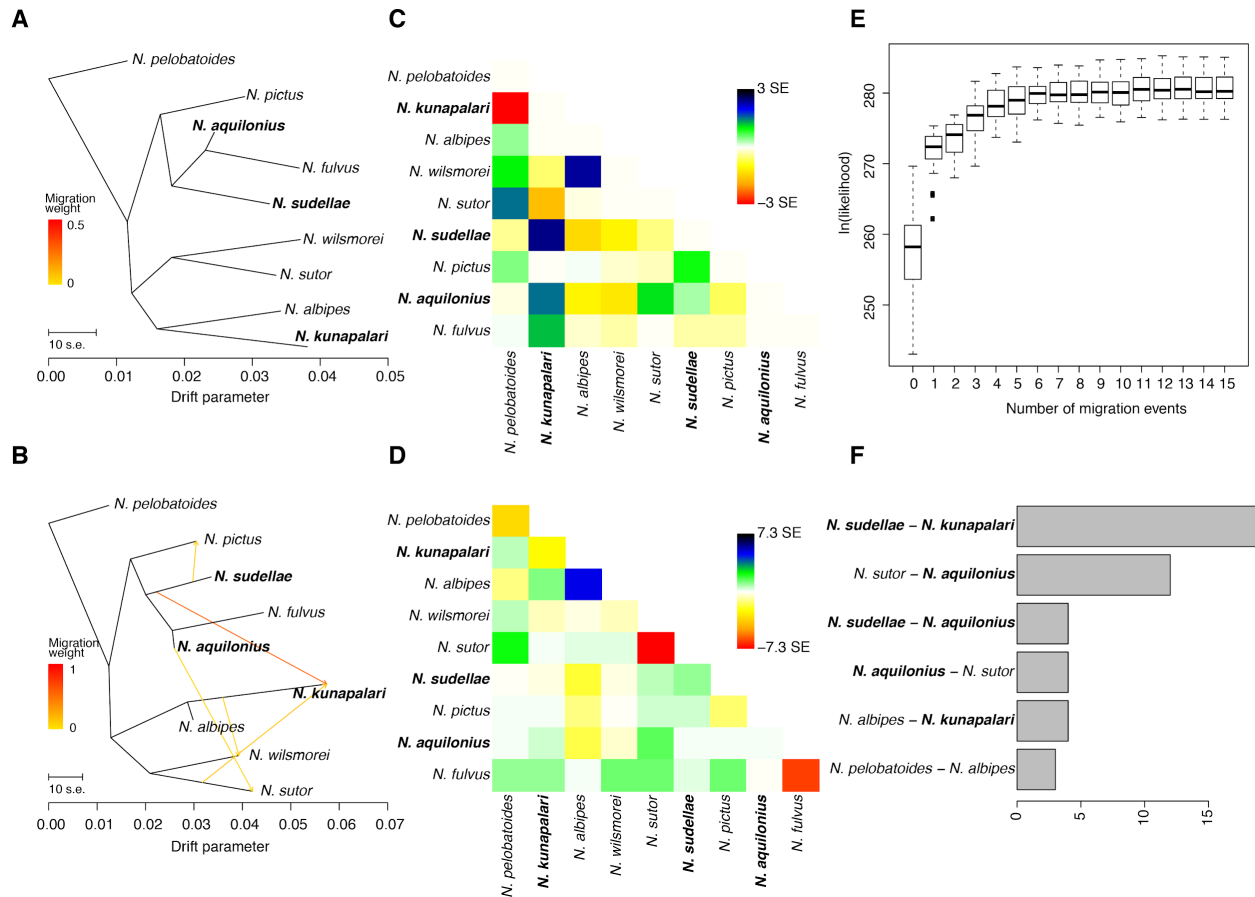 A
N. pelobatoides
N. pictus
N. aquilonius
N. fulvus
N. sudellae
N. wilsmorei
N. sutor
N. albipes
N. kunapalari
Migration
weight
0.5
0
10 s.e.
0.00 0.01 0.02 0.03 0.04 0.05
Drift parameter
B
N. pelobatoides
N. pictus
N. sudellae
N. fulvus
N. aquilonius
N. kunapalari
N. albipes
N. wilsmorei
N. sutor
Migration
weight
1
0
10 s.e.
0.00 0.01 0.02 0.03 0.04 0.05 0.06 0.07
Drift parameter
C
N. pelobatoides
N. kunapalari
N. albipes
N. wilsmorei
N. sutor
N. sudellae
N. pictus
N. aquilonius
N. fulvus
N. pelobatoides
N. kunapalari
N. albipes
N. wilsmorei
N. sutor
N. sudellae
N. pictus
N. aquilonius
N. fulvus
3 SE
−3 SE
D
N. pelobatoides
N. kunapalari
N. albipes
N. wilsmorei
N. sutor
N. sudellae
N. pictus
N. aquilonius
N. fulvus
N. pelobatoides
N. kunapalari
N. albipes
N. wilsmorei
N. sutor
N. sudellae
N. pictus
N. aquilonius
N. fulvus
7.3 SE
−7.3 SE
E
ln(likelihood)
280
270
260
250
0 1 2 3 4 5 6 7 8 9 10 11 12 13 14 15
Number of migration events
F
N. sudellae − N. kunapalari
N. sutor − N. aquilonius
N. sudellae − N. aquilonius
N. aquilonius − N. sutor
N. albipes − N. kunapalari
N. pelobatoides − N. albipes
0 5 10 15